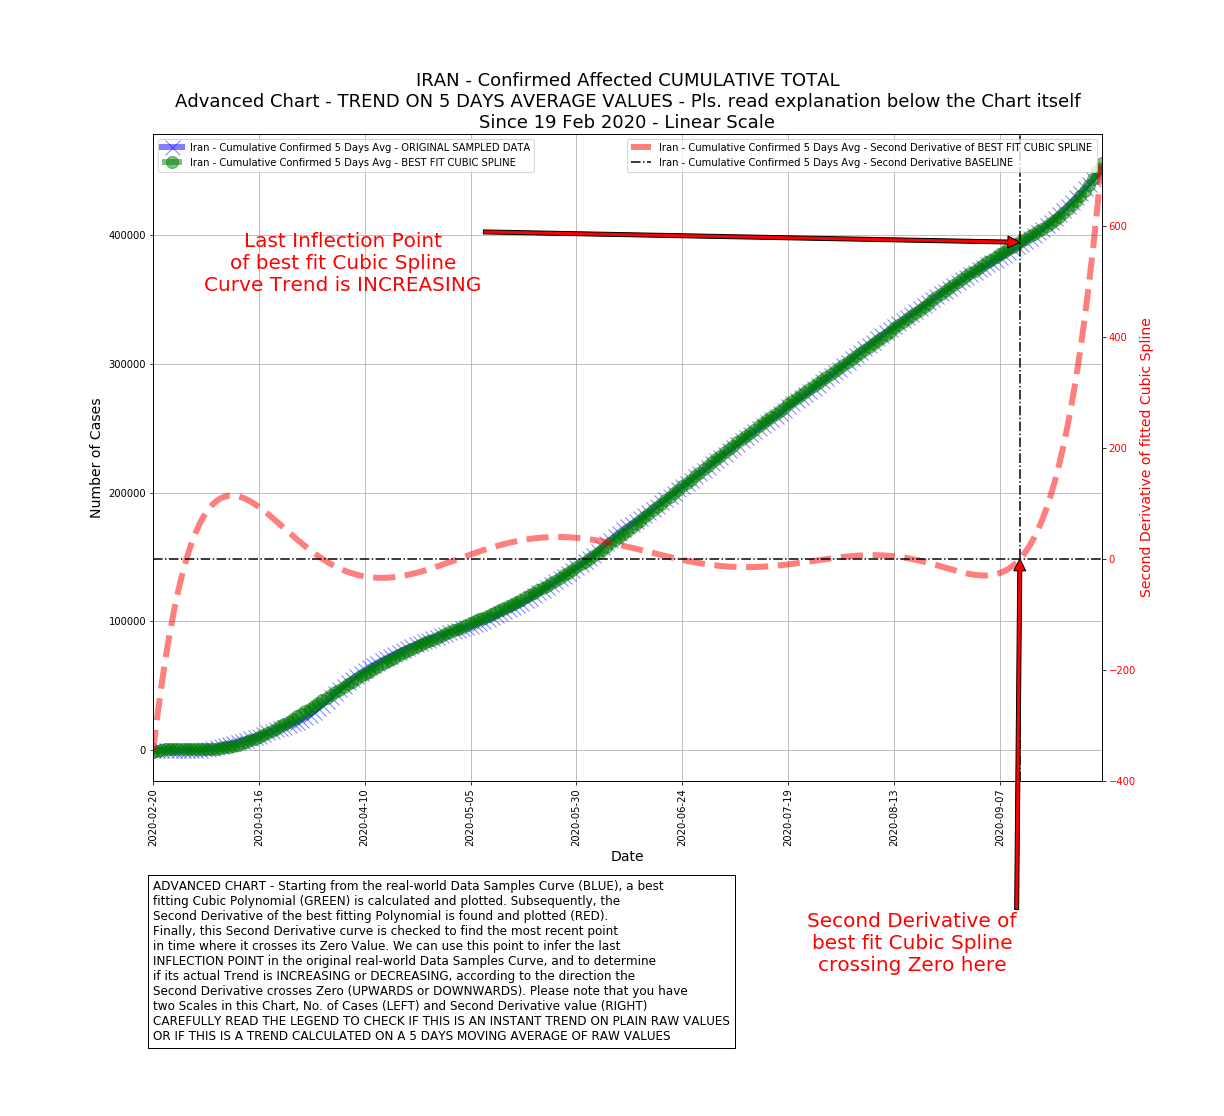 IRAN - Confirmed Affected CUMULATIVE TOTAL
Advanced Chart - TREND ON 5 DAYS AVERAGE VALUES - Pls. read explanation below the Chart itself
Since 19 Feb 2020 - Linear Scale
Iran - Cumulative Confirmed 5 Days Avg - ORIGINAL SAMPLED DATA
Iran - Cumulative Confirmed 5 Days Avg - BEST FIT CUBIC SPLINE
Iran - Cumulative Confirmed 5 Days Avg - Second Derivative of BEST FIT CUBIC SPLINE
Iran - Cumulative Confirmed 5 Days Avg - Second Derivative BASELINE
Last Inflection Point
of best fit Cubic Spline
Curve Trend is INCREASING
Number of Cases
400000
300000
200000
100000
0
600
400
200
0
−200
−400
Second Derivative of fitted Cubic Spline
2020-02-20
2020-03-16
2020-04-10
2020-05-05
2020-05-30
2020-06-24
2020-07-19
2020-08-13
2020-09-07
Date
Second Derivative of
best fit Cubic Spline
crossing Zero here
ADVANCED CHART - Starting from the real-world Data Samples Curve (BLUE), a best
fitting Cubic Polynomial (GREEN) is calculated and plotted. Subsequently, the
Second Derivative of the best fitting Polynomial is found and plotted (RED).
Finally, this Second Derivative curve is checked to find the most recent point
in time where it crosses its Zero Value. We can use this point to infer the last
INFLECTION POINT in the original real-world Data Samples Curve, and to determine
if its actual Trend is INCREASING or DECREASING, according to the direction the
Second Derivative crosses Zero (UPWARDS or DOWNWARDS). Please note that you have
two Scales in this Chart, No. of Cases (LEFT) and Second Derivative value (RIGHT)
CAREFULLY READ THE LEGEND TO CHECK IF THIS IS AN INSTANT TREND ON PLAIN RAW VALUES
OR IF THIS IS A TREND CALCULATED ON A 5 DAYS MOVING AVERAGE OF RAW VALUES